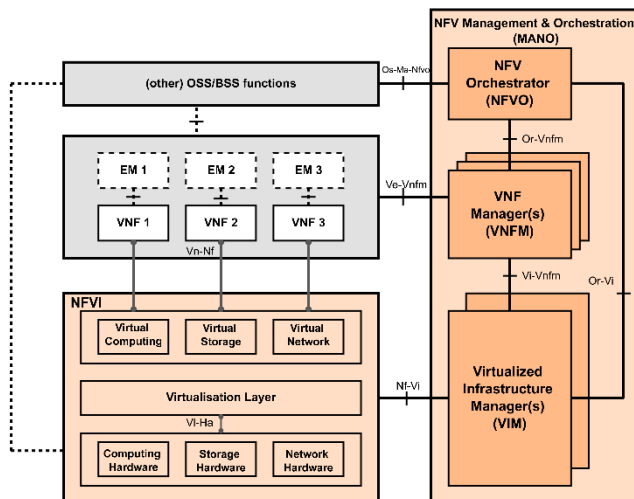 NFV Management & Orchestration
(MANO)
(other) OSS/BSS functions
Os-Ma-Nfvo
NFV
Orchestrator
(NFVO)
Or-Vnfm
EM 1
EM 2
EM 3
VNF 1
VNF 2
VNF 3
Ve-Vnfm
VNF
Manager(s)
(VNFM)
Vn-Nf
Vi-Vnfm
Or-Vi
NFVI
Virtual
Computing
Virtual
Storage
Virtual
Network
Virtualisation Layer
Nf-Vi
Virtualized
Infrastructure
Manager(s)
(VIM)
Vl-Ha
Computing
Hardware
Storage
Hardware
Network
Hardware